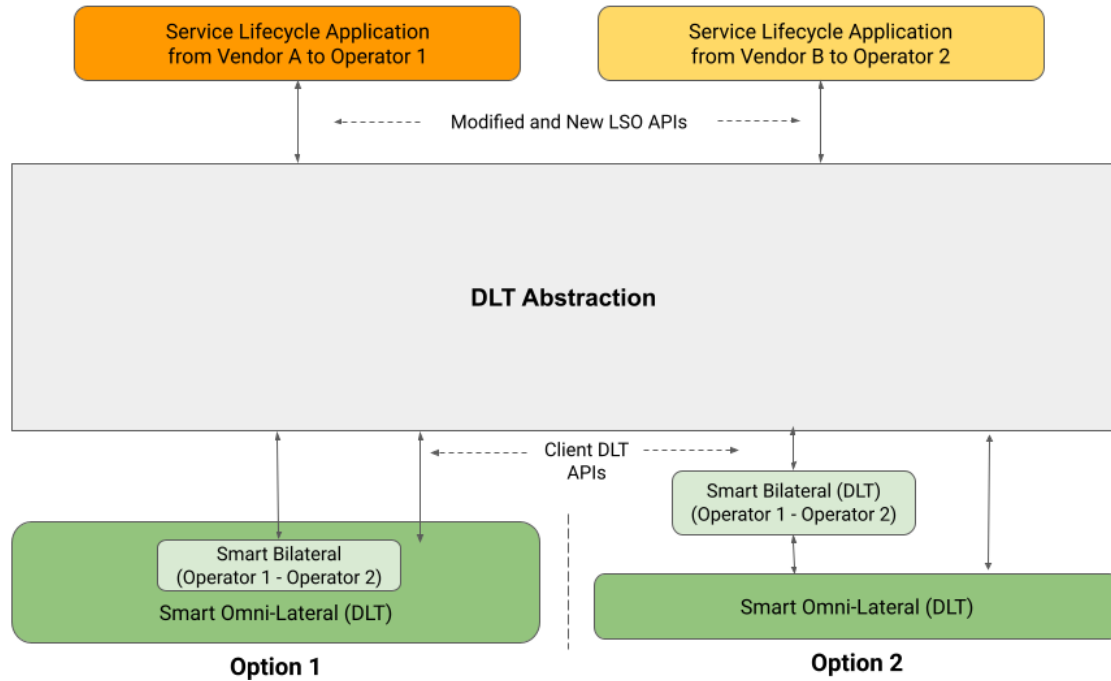 Service Lifecycle Application
from Vendor A to Operator 1
Service Lifecycle Application
from Vendor B to Operator 2
Modified and New LSO APIs
DLT Abstraction
Client DLT
APIs
Smart Bilateral (DLT)
(Operator 1 - Operator 2)
Smart Bilateral
(Operator 1 - Operator 2)
Smart Omni-Lateral (DLT)
Smart Omni-Lateral (DLT)
Option 1
Option 2